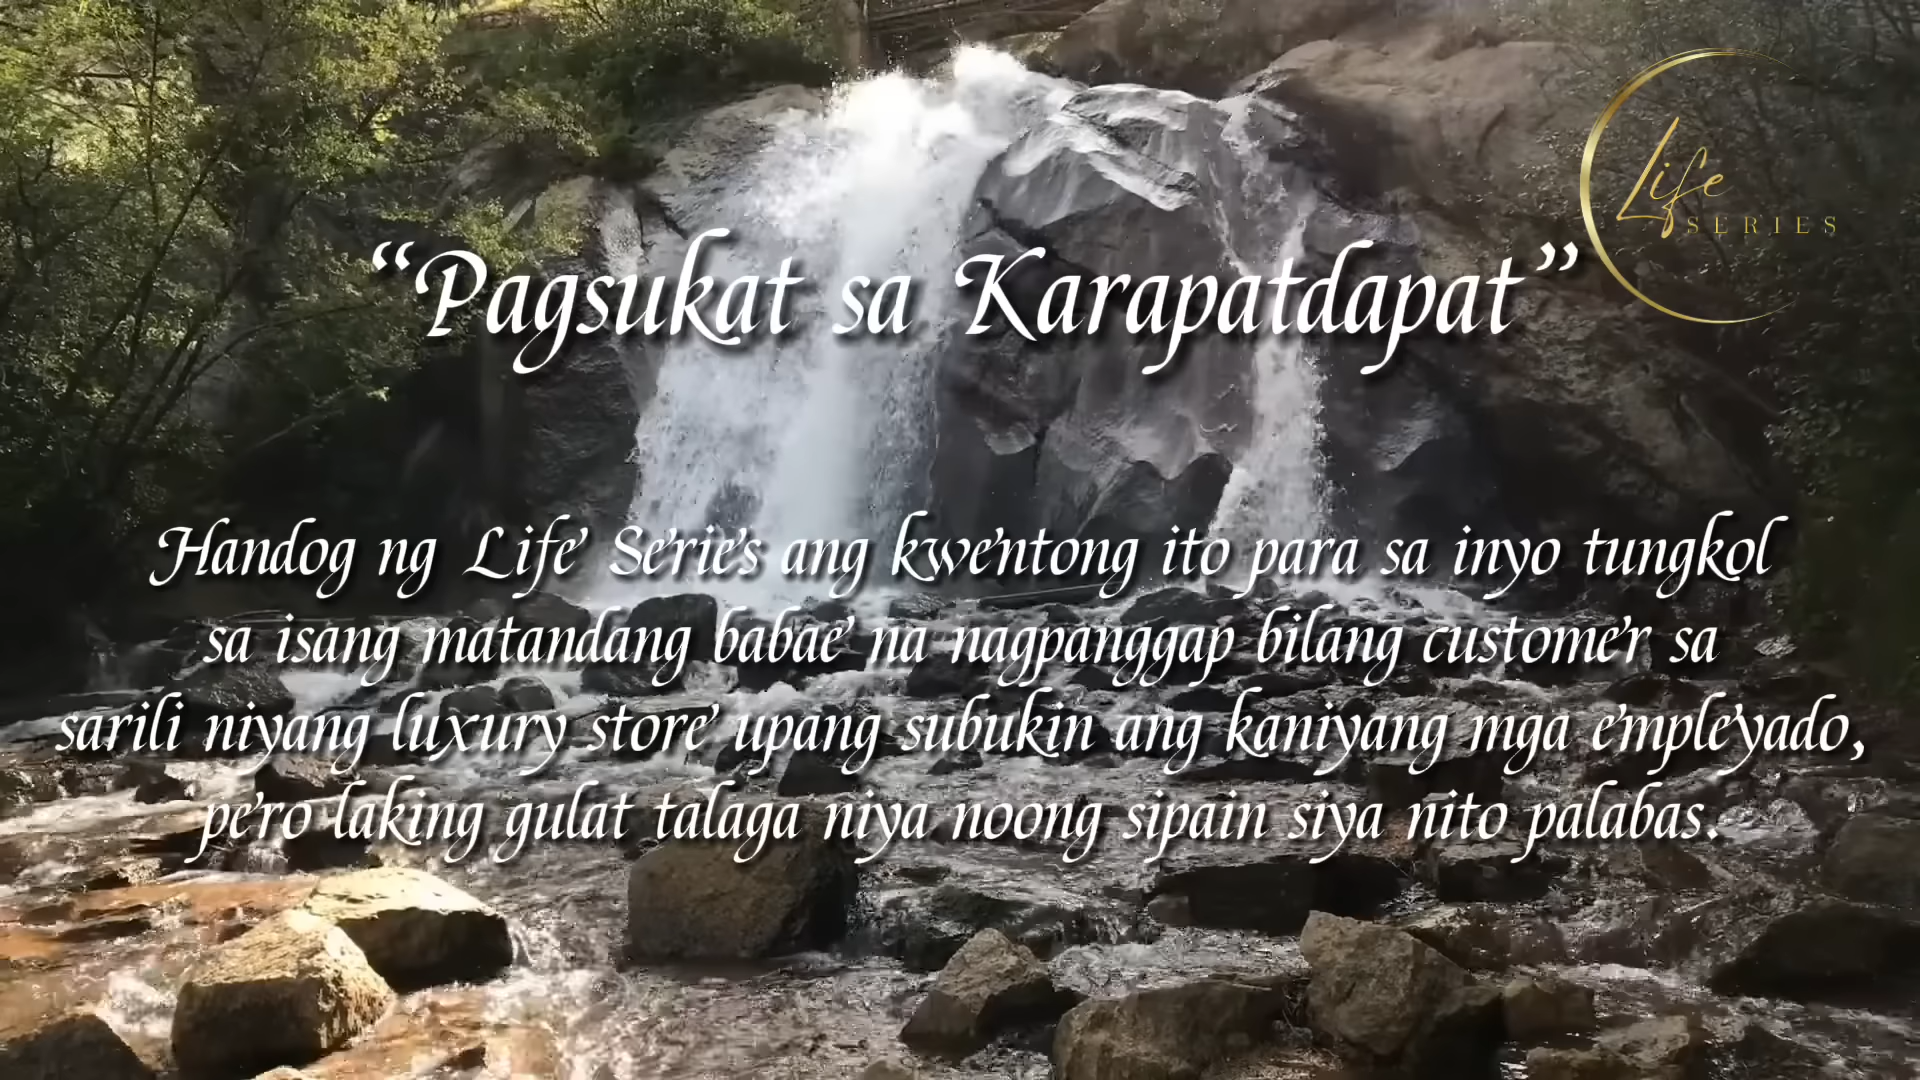 Life
SERIES
“Pagsukat sa Karapatdapat”
Handog ng Life Series ang kwentong ito para sa inyo tungkol
sa isang matandang babae na nagpanggap bilang customer sa
sarili niyang luxury store upang subukin ang kaniyang mga empleyado,
pero laking gulat talaga niya noong sipain siya nito palabas.